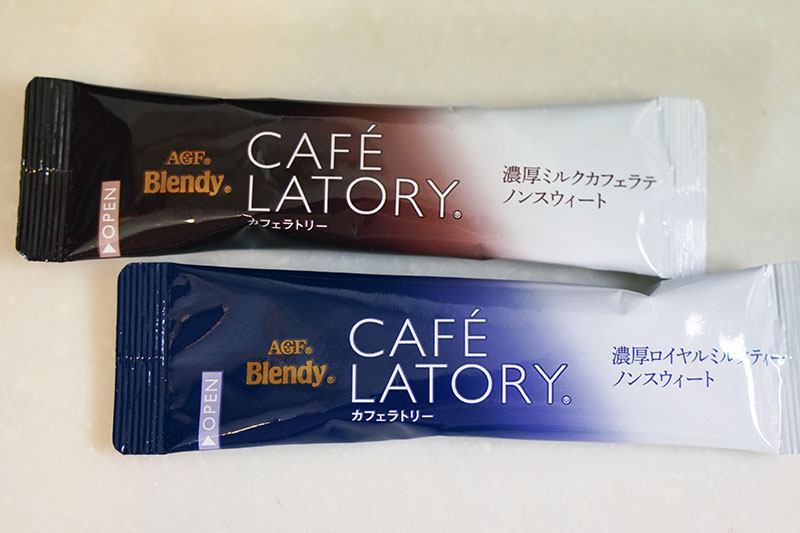 AGF®
Blendy®
CAFÉ
LATORY®
カフェラトリー
濃厚ミルクカフェラテ
ノンスウィート
OPEN
AGF®
Blendy®
CAFÉ
LATORY®
カフェラトリー
濃厚ロイヤルミルクティー
ノンスウィート
OPEN